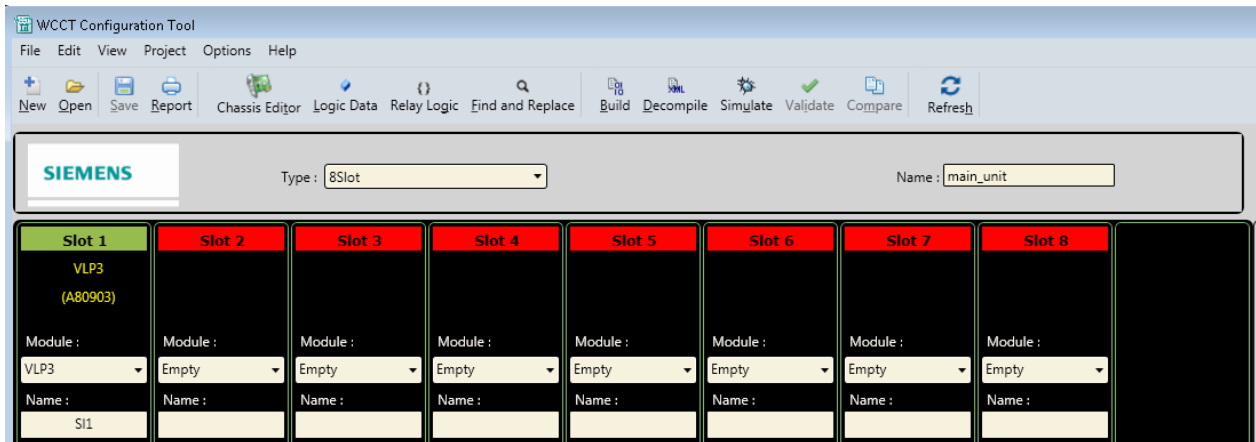 WCCT Configuration Tool
File Edit View Project Options Help
New Open Save Report Chassis Editor Logic Data Relay Logic Find and Replace Build Decompile Simulate Validate Compare Refresh
SIEMENS Type : 8Slot Name : main_unit
Slot 1 Slot 2 Slot 3 Slot 4 Slot 5 Slot 6 Slot 7 Slot 8
VLP3
(A80903)
Module : Module : Module : Module : Module : Module : Module : Module :
VLP3 Empty Empty Empty Empty Empty Empty Empty
Name : Name : Name : Name : Name : Name : Name : Name :
SI1